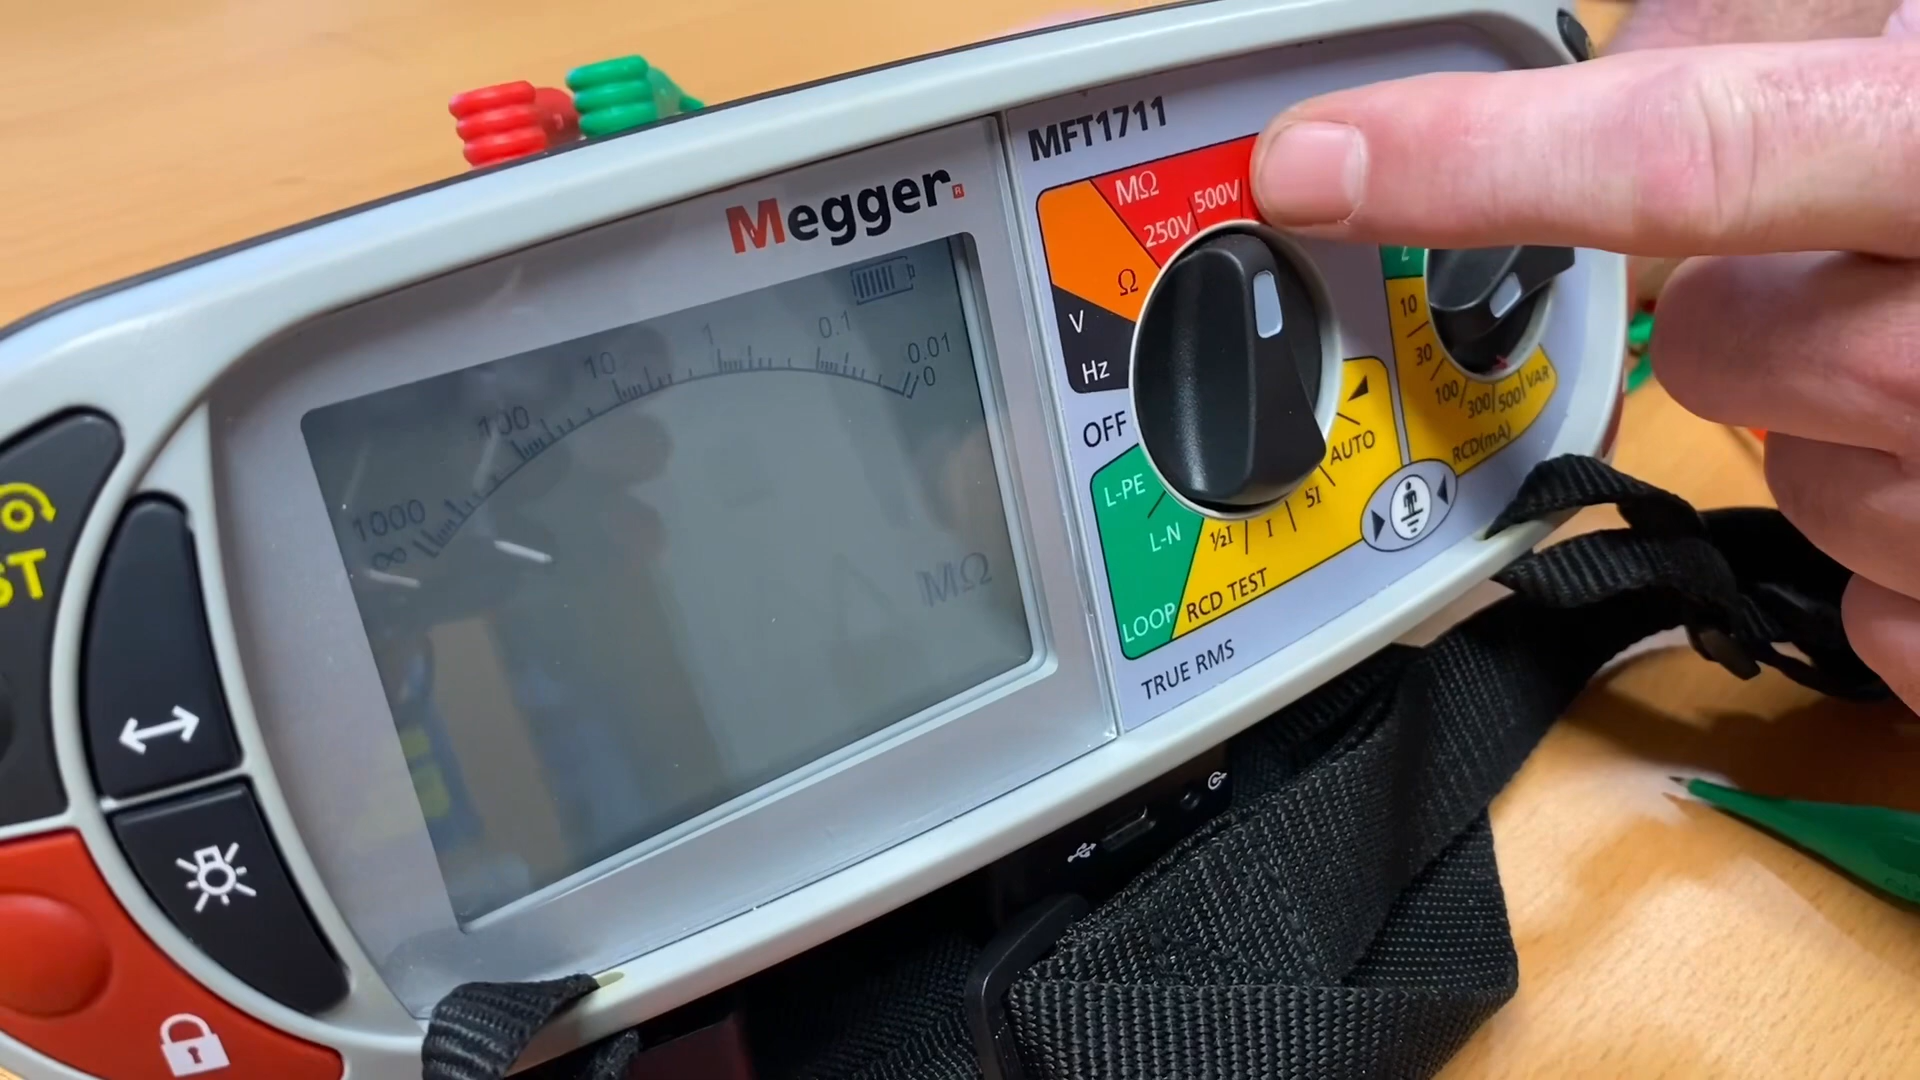 MFT1711
Megger
MΩ
500V
250V
Ω
V
Hz
OFF
L-PE
L-N
LOOP
½I
I
5I
AUTO
RCD TEST
TRUE RMS
10
30
100
300
500
VAR
RCD(mA)
1000
100
10
1
0.1
0.01
0
∞
MΩ